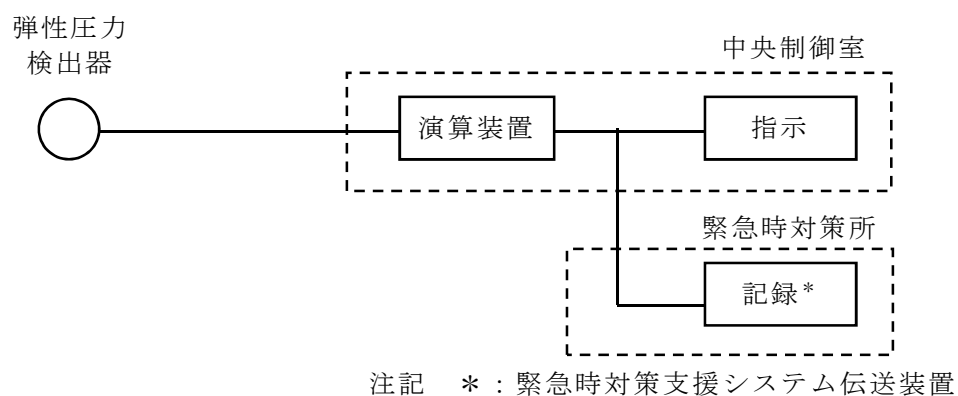 弾性圧力
検出器
中央制御室
演算装置
指示
緊急時対策所
記録*
注記　＊：緊急時対策支援システム伝送装置